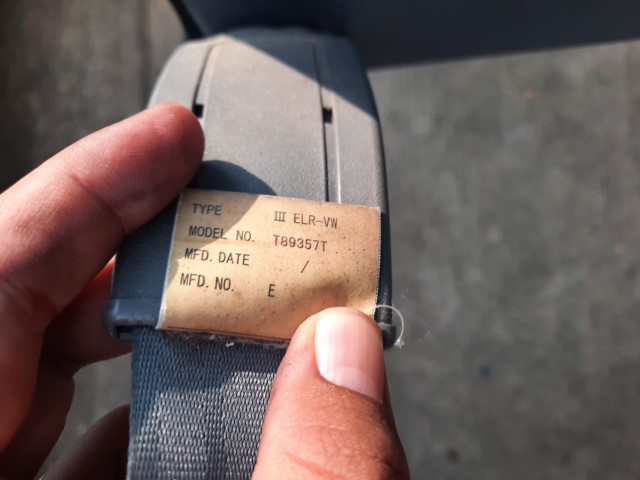 TYPE III ELR-VW
MODEL NO. T89357T
MFD. DATE /
MFD. NO. E